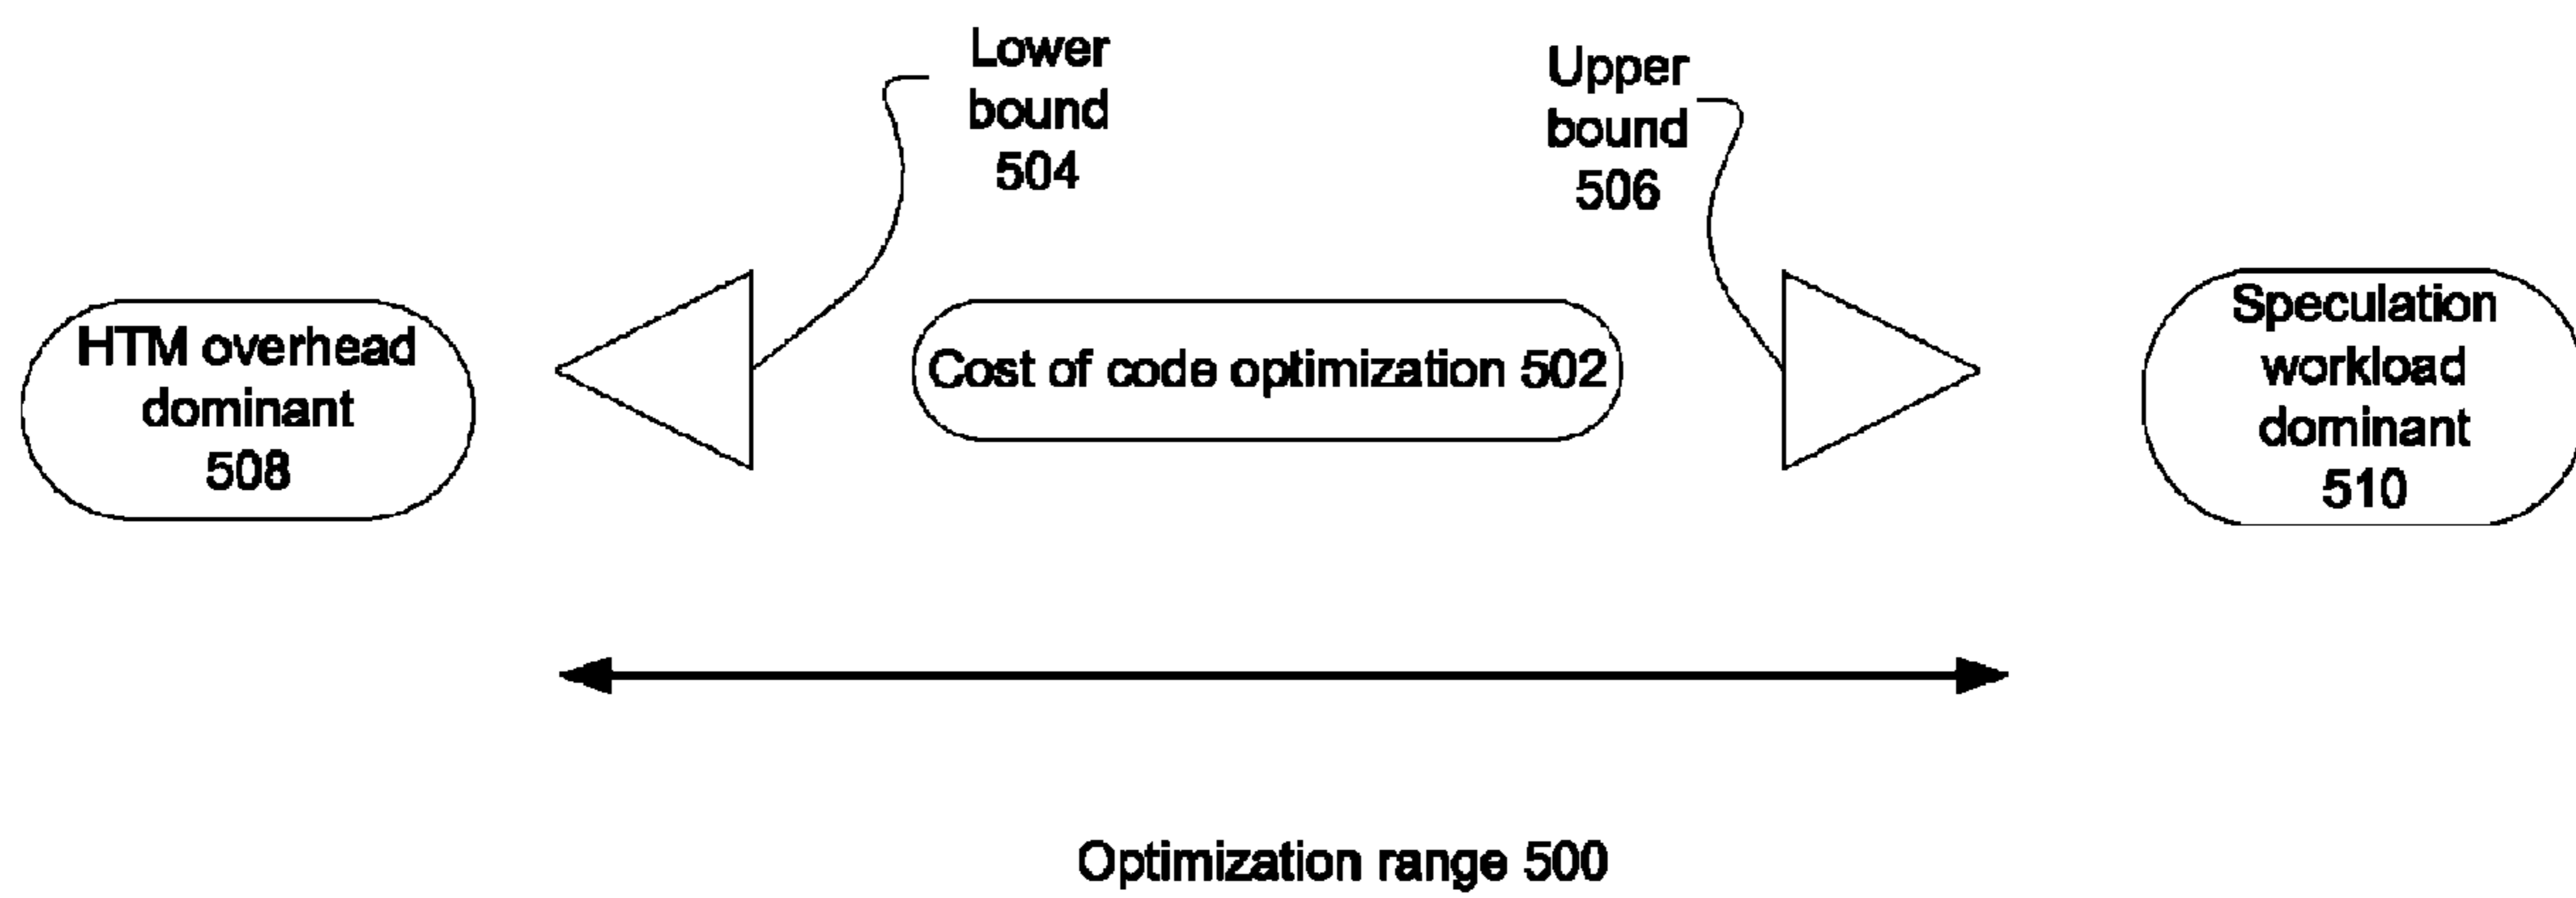 Lower
bound
504
Upper
bound
506
HTM overhead
dominant
508
Cost of code optimization 502
Speculation
workload
dominant
510
Optimization range 500